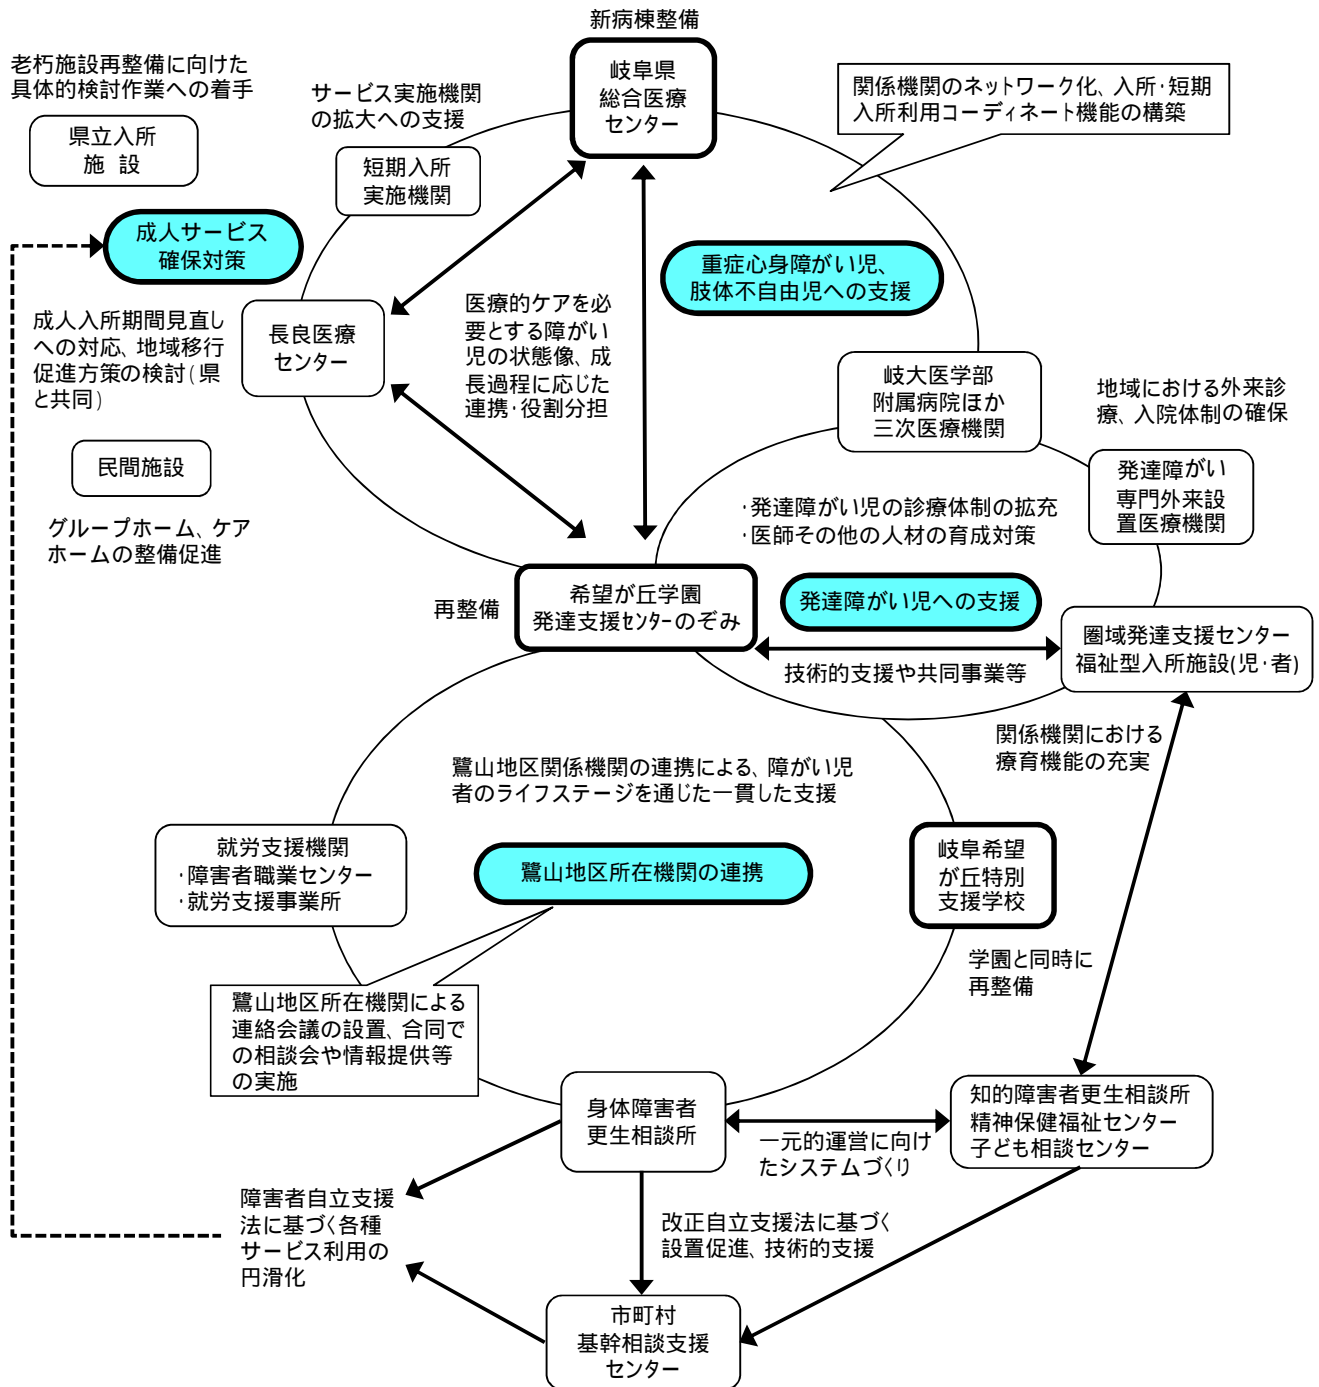 新病棟整備
岐阜県
総合医療
センター
老朽施設再整備に向けた
具体的検討作業への着手
県立入所
施 設
サービス実施機関
の拡大への支援
短期入所
実施機関
関係機関のネットワーク化、入所・短期
入所利用コーディネート機能の構築
成人サービス
確保対策
重症心身障がい児、
肢体不自由児への支援
成人入所期間見直し
への対応、地域移行
促進方策の検討(県
と共同)
長良医療
センター
医療的ケアを必
要とする障がい
児の状態像、成
長過程に応じた
連携・役割分担
岐大医学部
附属病院ほか
三次医療機関
地域における外来診
療、入院体制の確保
民間施設
発達障がい
専門外来設
置医療機関
グループホーム、ケア
ホームの整備促進
・発達障がい児の診療体制の拡充
・医師その他の人材の育成対策
再整備
希望が丘学園
発達支援センターのぞみ
発達障がい児への支援
圏域発達支援センター
福祉型入所施設(児・者)
技術的支援や共同事業等
関係機関における
療育機能の充実
鷺山地区関係機関の連携による、障がい児
者のライフステージを通じた一貫した支援
就労支援機関
・障害者職業センター
・就労支援事業所
鷺山地区所在機関の連携
岐阜希望
が丘特別
支援学校
学園と同時に
再整備
鷺山地区所在機関による
連絡会議の設置、合同で
の相談会や情報提供等
の実施
身体障害者
更生相談所
知的障害者更生相談所
精神保健福祉センター
子ども相談センター
一元的運営に向け
たシステムづくり
障害者自立支援
法に基づく各種
サービス利用の
円滑化
改正自立支援法に基づく
設置促進、技術的支援
市町村
基幹相談支援
センター